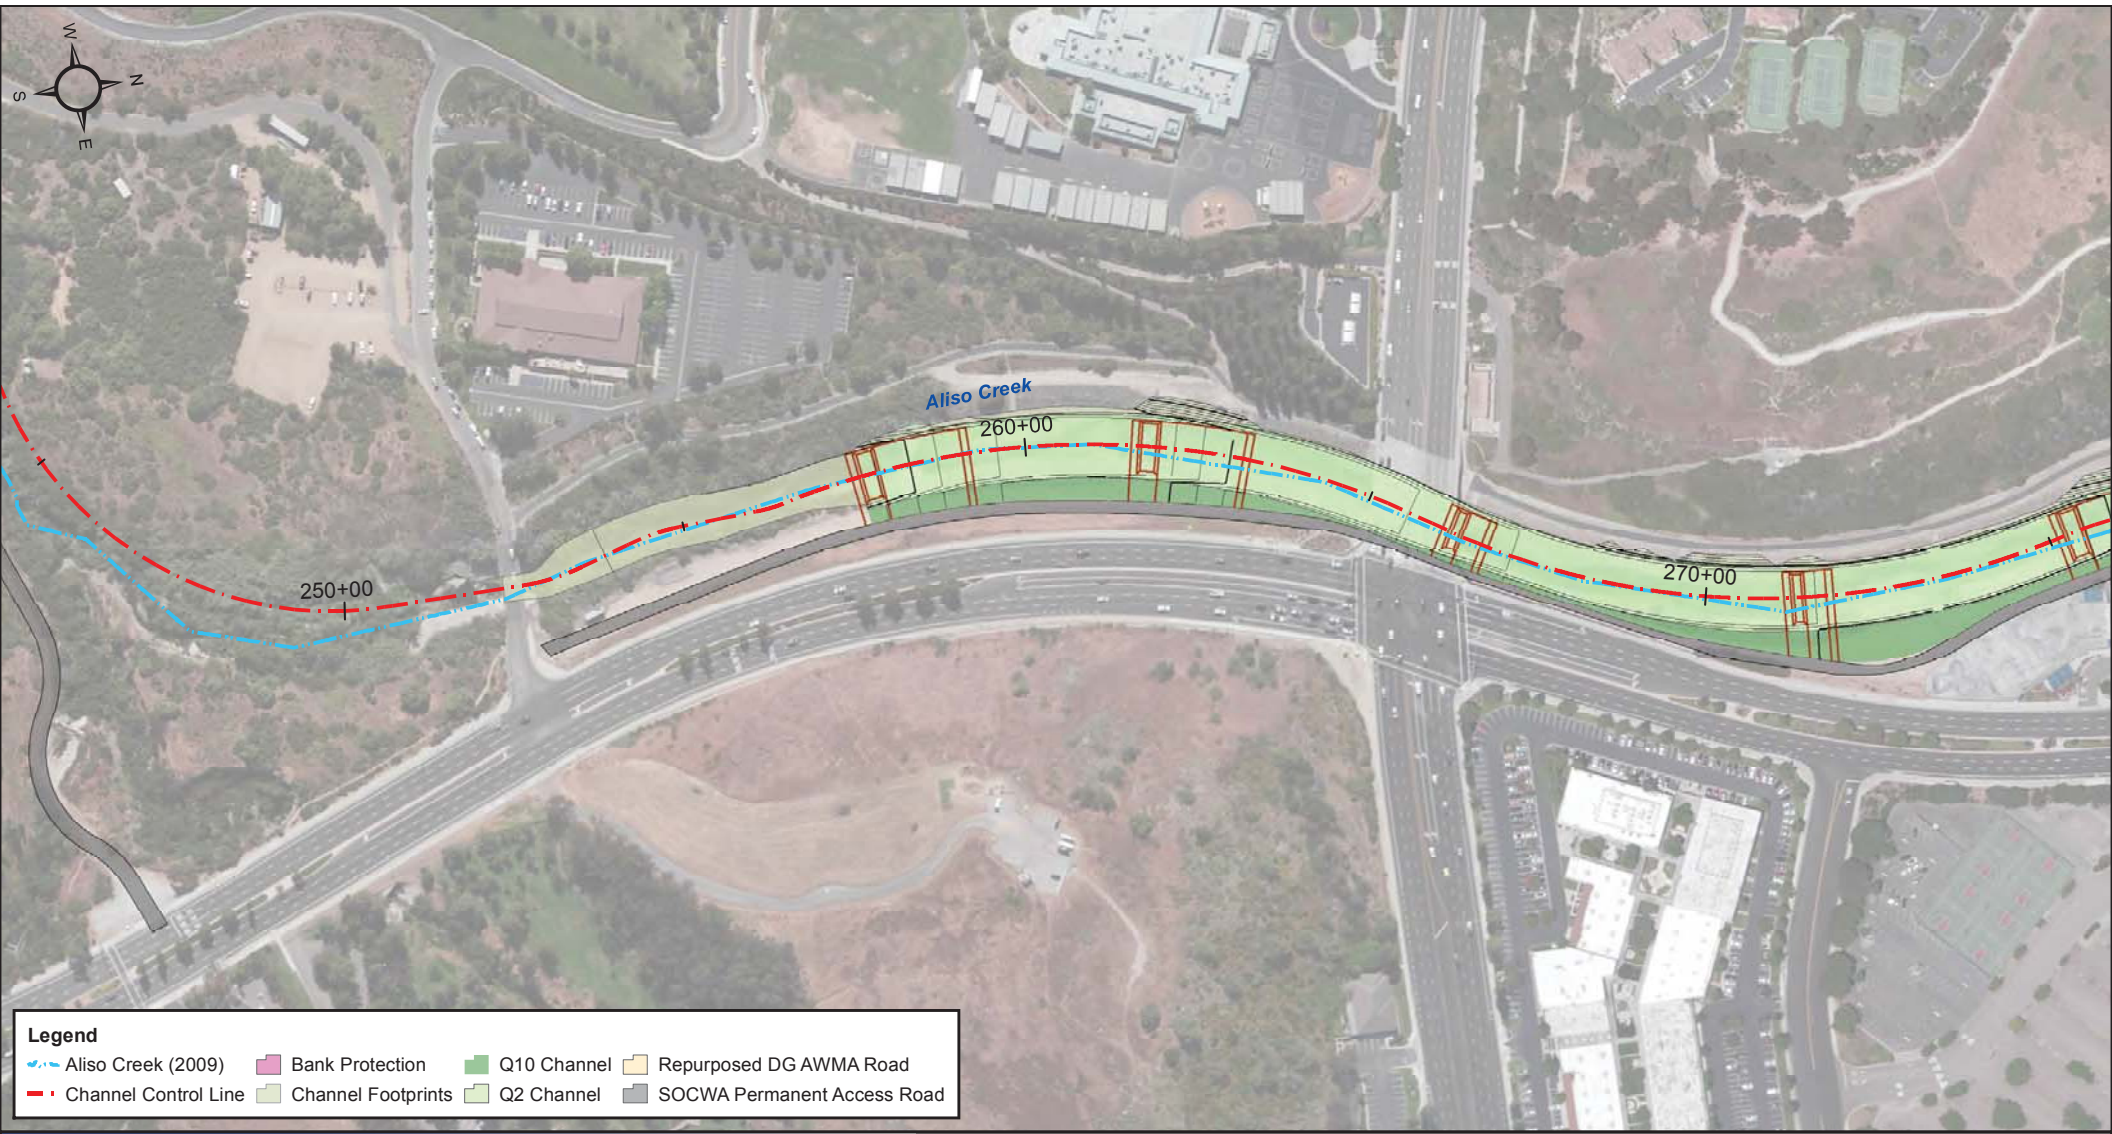 W
N
S
E
Aliso Creek
260+00
250+00
270+00
Legend
Aliso Creek (2009)
Bank Protection
Q10 Channel
Repurposed DG AWMA Road
Channel Control Line
Channel Footprints
Q2 Channel
SOCWA Permanent Access Road